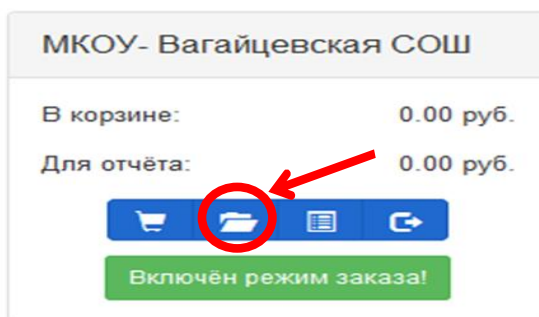 МКОУ- Вагайцевская СОШ
В корзине: 0.00 руб.
Для отчёта: 0.00 руб.
Включён режим заказа!